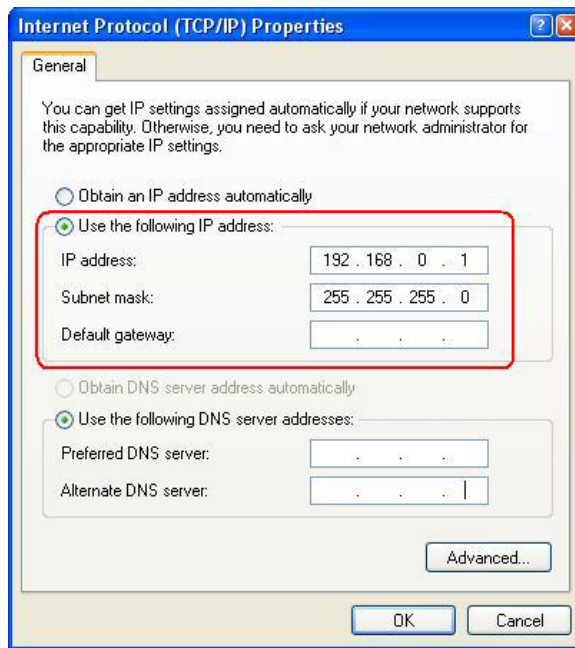 Internet Protocol (TCP/IP) Properties
General
You can get IP settings assigned automatically if your network supports
this capability. Otherwise, you need to ask your network administrator for
the appropriate IP settings.
Obtain an IP address automatically
Use the following IP address:
IP address: 192 . 168 . 0 . 1
Subnet mask: 255 . 255 . 255 . 0
Default gateway: . . .
Obtain DNS server address automatically
Use the following DNS server addresses:
Preferred DNS server: . . .
Alternate DNS server: . . .
Advanced...
OK Cancel